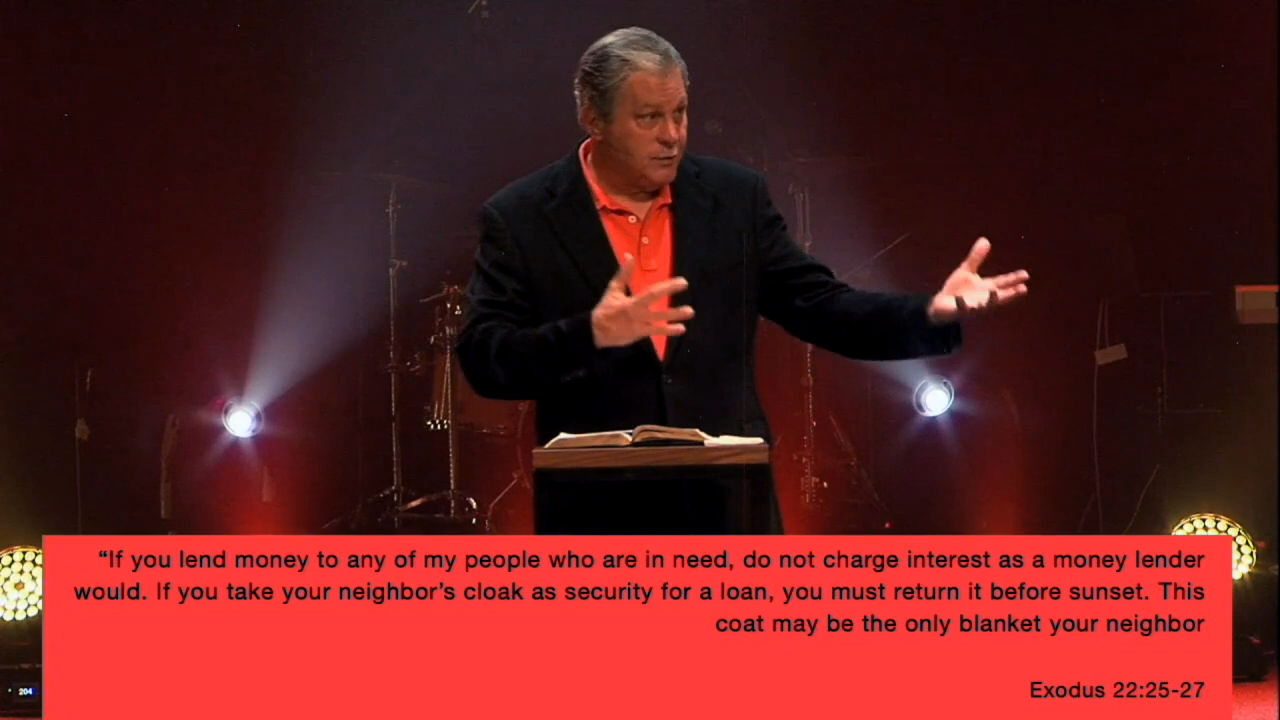 “If you lend money to any of my people who are in need, do not charge interest as a money lender
would. If you take your neighbor’s cloak as security for a loan, you must return it before sunset. This
coat may be the only blanket your neighbor
Exodus 22:25-27
204